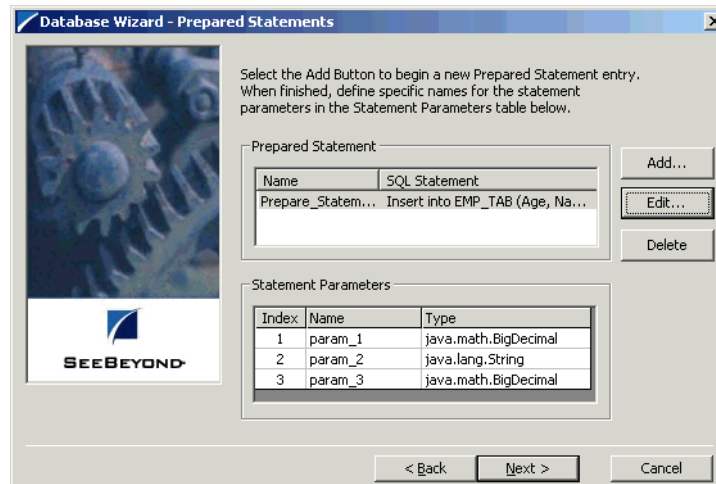 Database Wizard - Prepared Statements
Select the Add Button to begin a new Prepared Statement entry.
When finished, define specific names for the statement
parameters in the Statement Parameters table below.
Prepared Statement
Name SQL Statement
Prepare_Statem... Insert into EMP_TAB (Age, Na...
Add...
Edit...
Delete
Statement Parameters
Index Name Type
1 param_1 java.math.BigDecimal
2 param_2 java.lang.String
3 param_3 java.math.BigDecimal
SEEBEYOND
< Back Next > Cancel